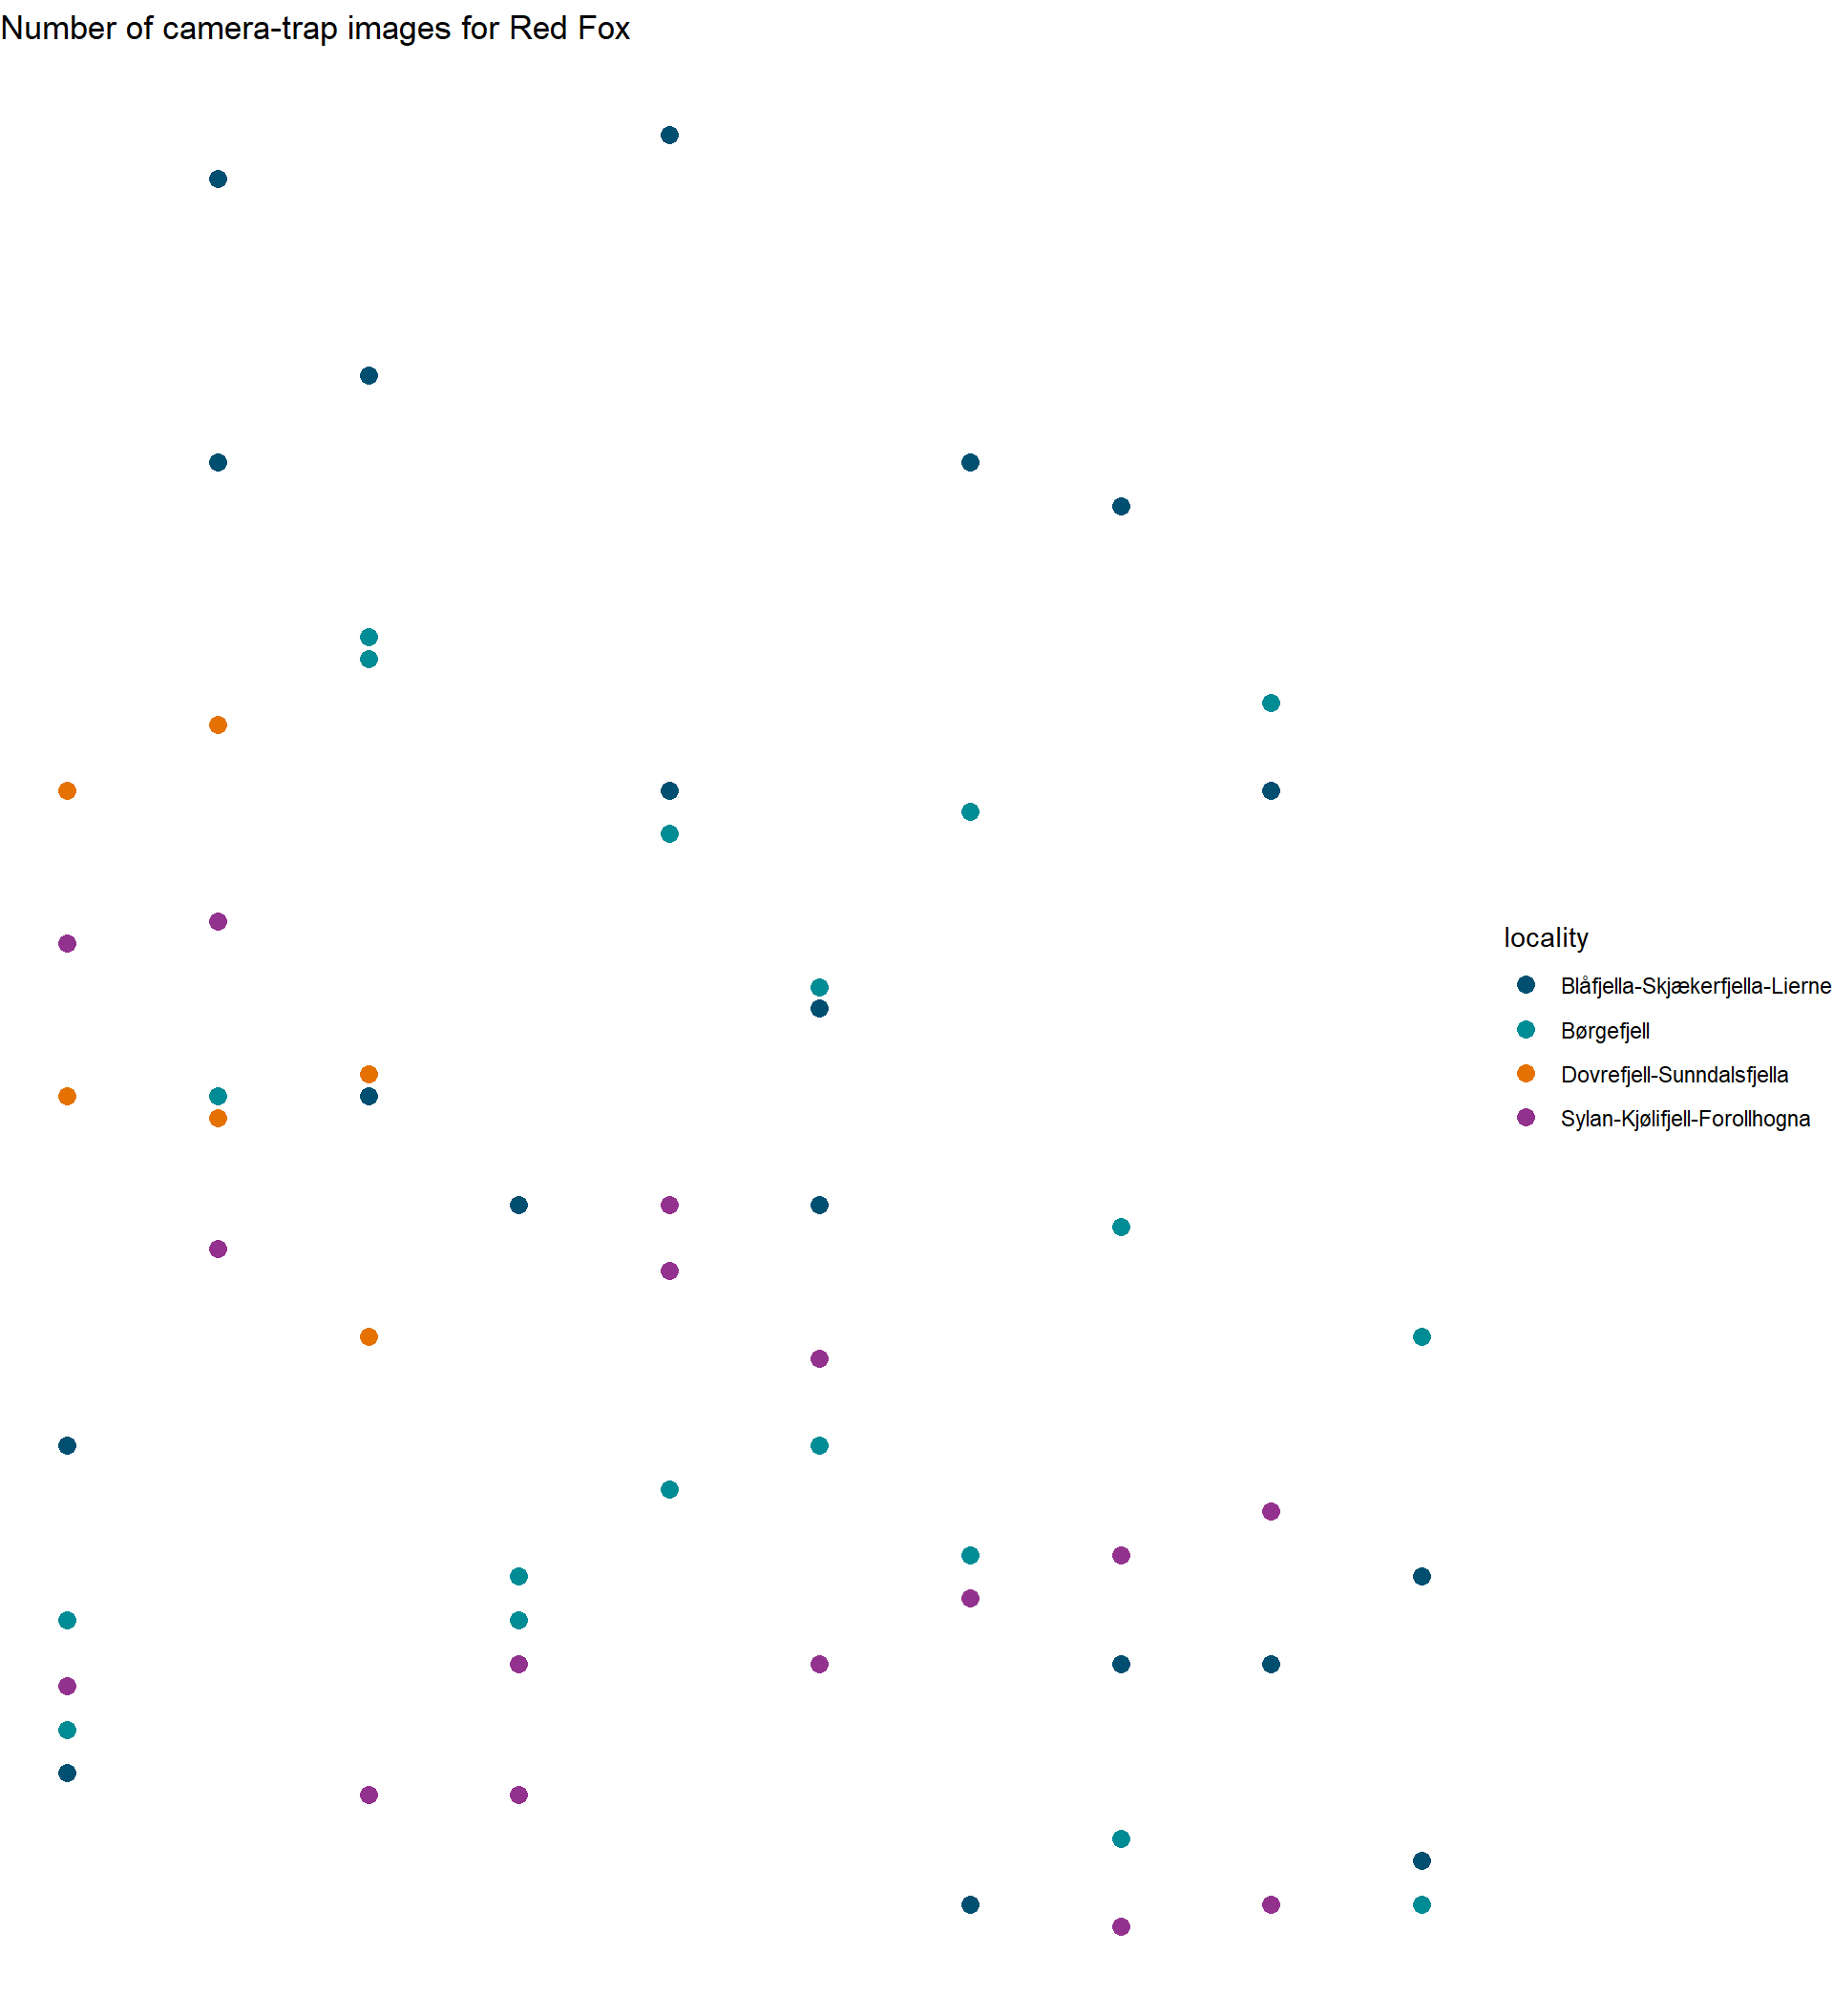 Number of camera-trap images for Red Fox
locality
Blåfjella-Skjækerfjella-Lierne
Børgefjell
Dovrefjell-Sunndalsfjella
Sylan-Kjølifjell-Forollhogna